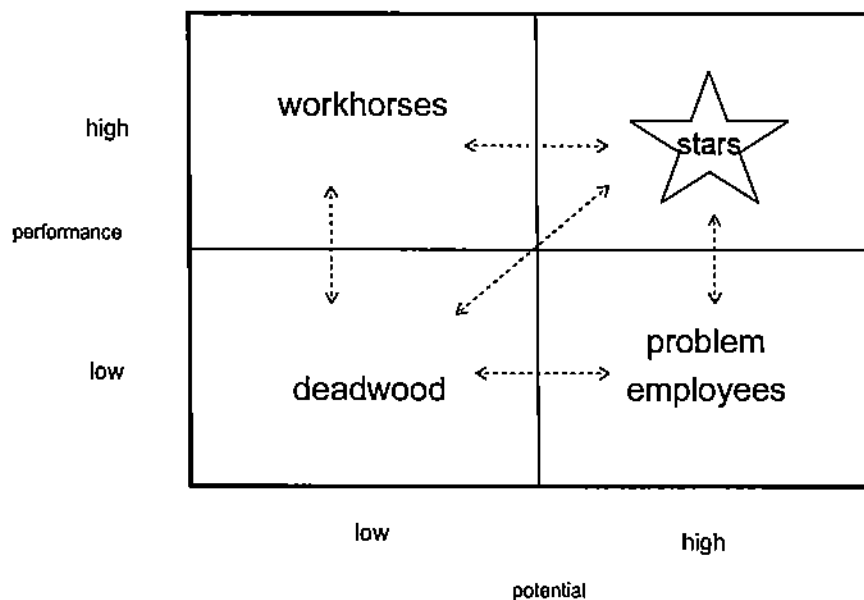 workhorses
stars
high
performance
problem
low
deadwood
employees
low
high
potential